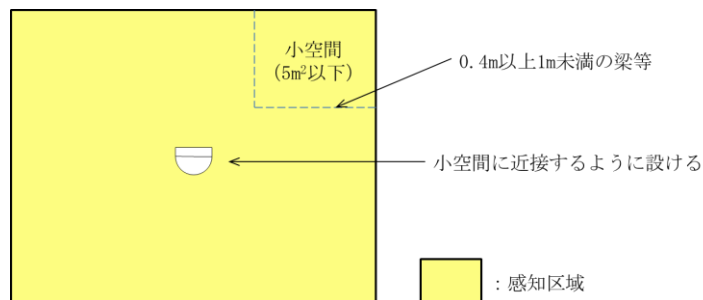 小空間
(5m²以下)
0.4m以上1m未満の梁等
小空間に近接するように設ける
：感知区域